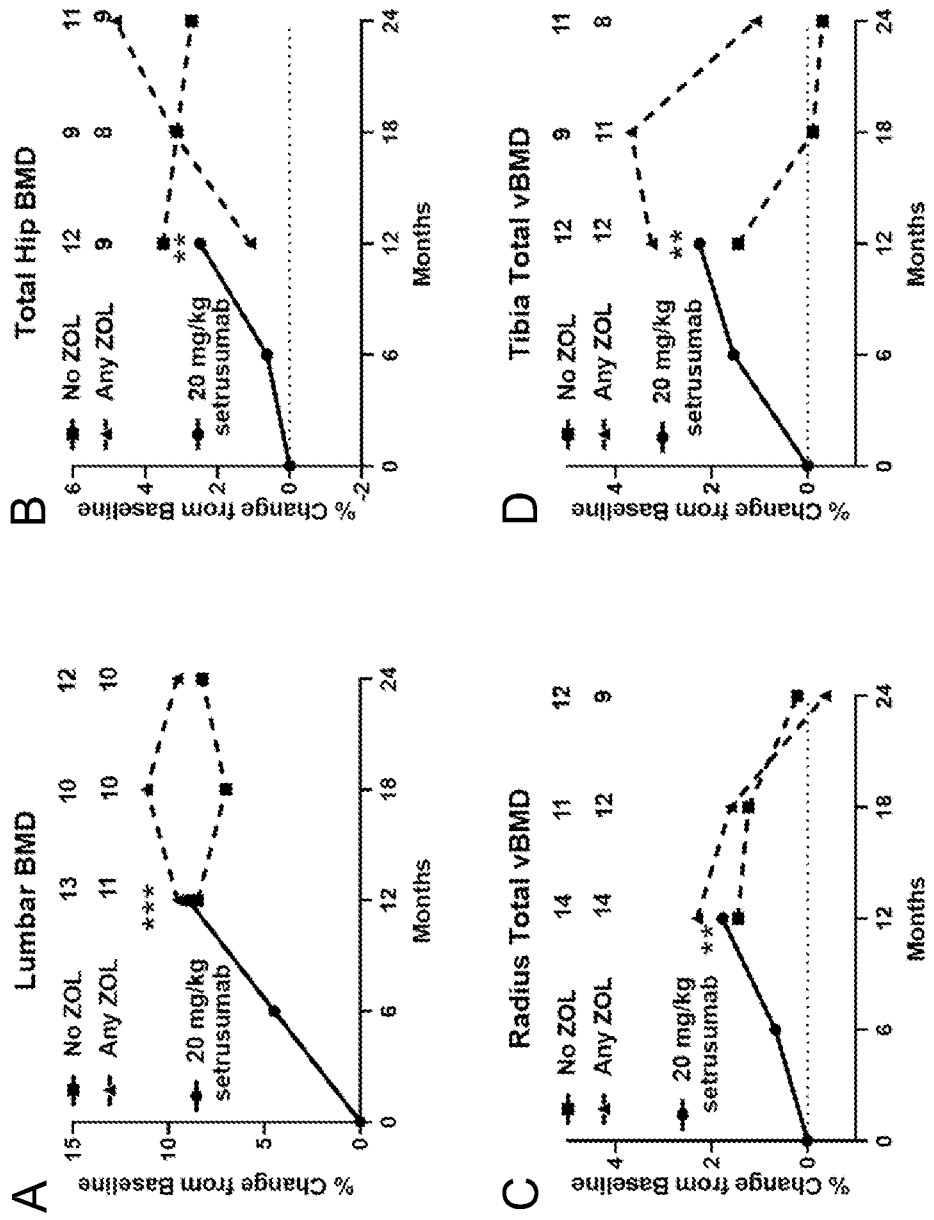 A
Lumbar BMD
No ZOL 13 10 12
Any ZOL 11 10 10
***
20 mg/kg
setrusumab
15
10
5
0
% Change from Baseline
0 6 12 18 24
Months
B
Total Hip BMD
No ZOL 12 9 11
Any ZOL 9 8 9
**
20 mg/kg
setrusumab
6
4
2
0
-2
% Change from Baseline
0 6 12 18 24
Months
C
Radius Total vBMD
No ZOL 14 11 12
Any ZOL 14 12 9
**
20 mg/kg
setrusumab
4
2
0
% Change from Baseline
0 6 12 18 24
Months
D
Tibia Total vBMD
No ZOL 12 9 11
Any ZOL 12 11 8
**
20 mg/kg
setrusumab
4
2
0
% Change from Baseline
0 6 12 18 24
Months